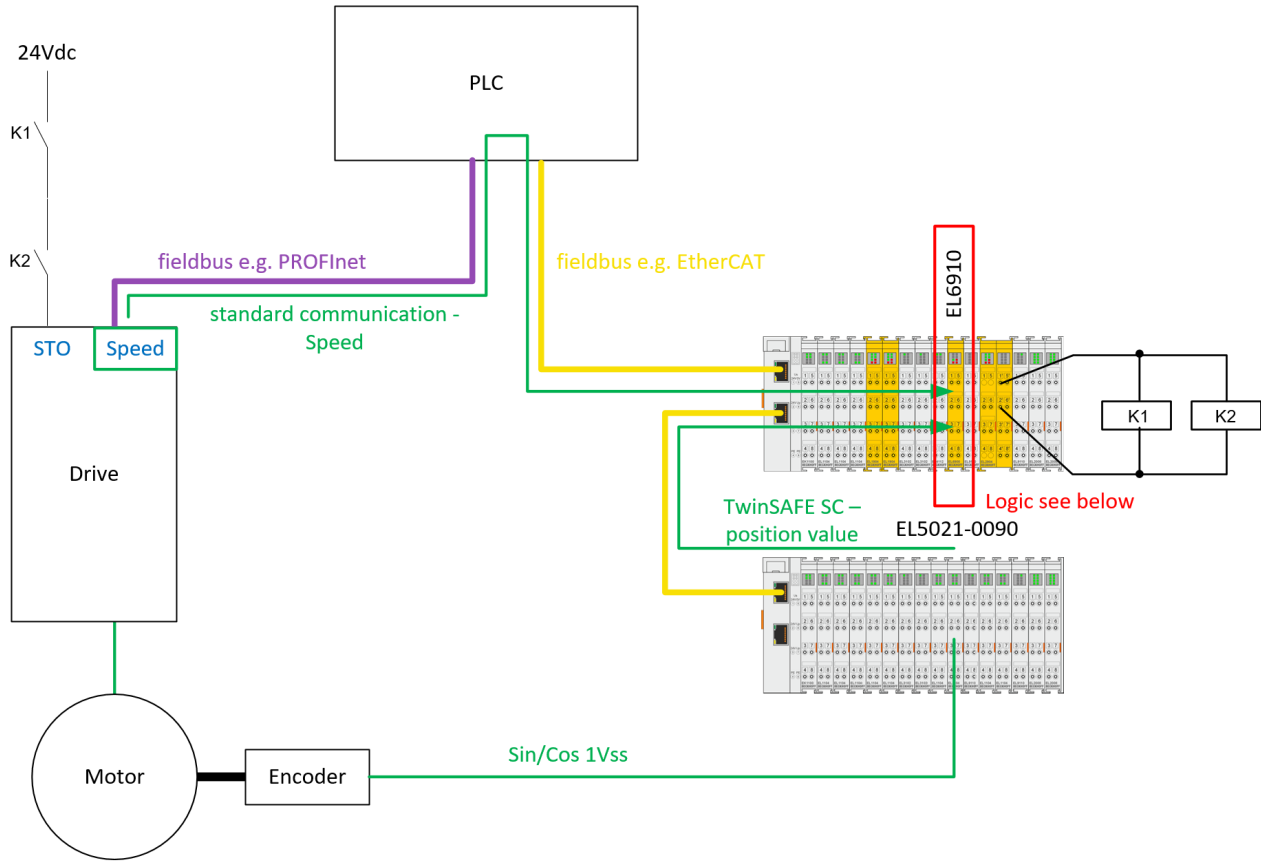 24Vdc
K1
K2
PLC
fieldbus e.g. PROFInet
fieldbus e.g. EtherCAT
standard communication -
Speed
STO
Speed
Drive
EL6910
K1
K2
Logic see below
TwinSAFE SC –
position value
EL5021-0090
Motor
Encoder
Sin/Cos 1Vss